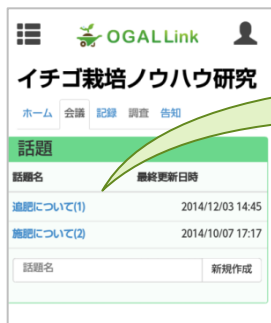 OGALLink
イチゴ栽培ノウハウ研究
ホーム 会議 記録 調査 告知
話題
話題名 最終更新日時
追肥について(1) 2014/12/03 14:45
施肥について(2) 2014/10/07 17:17
話題名 新規作成